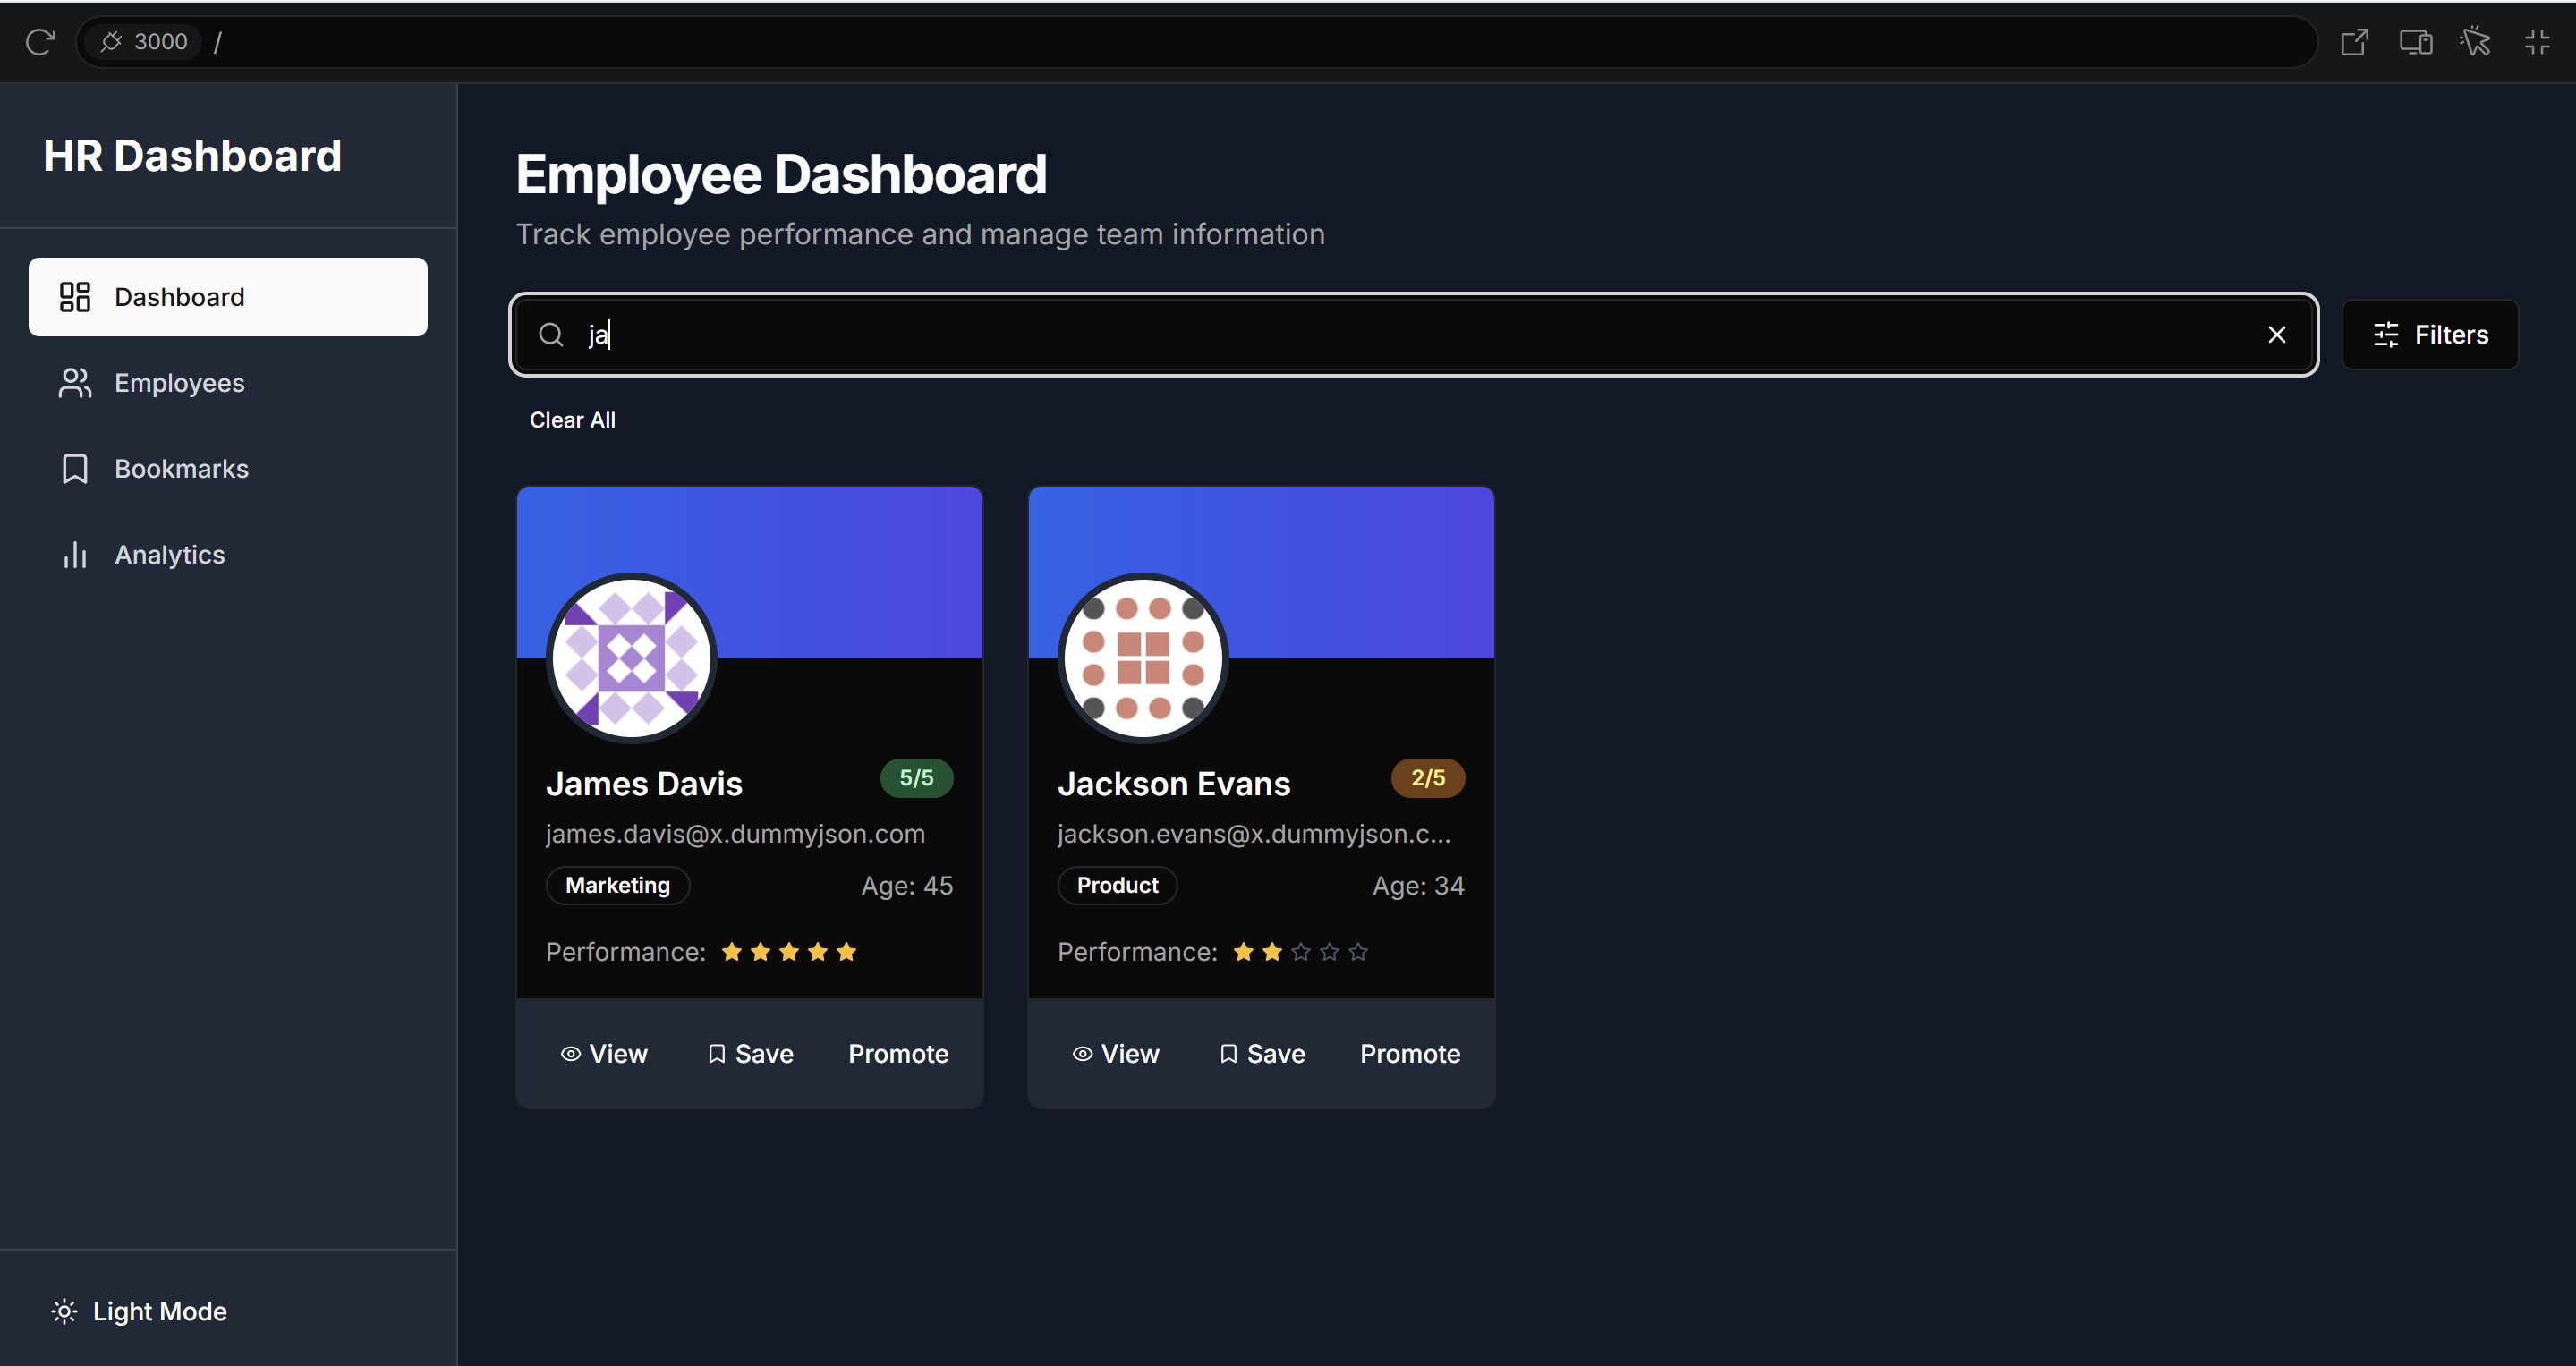 3000 /
HR Dashboard
Dashboard
Employees
Bookmarks
Analytics
Light Mode
Employee Dashboard
Track employee performance and manage team information
ja
Filters
Clear All
James Davis 5/5
james.davis@x.dummyjson.com
Marketing Age: 45
Performance:
View Save Promote
Jackson Evans 2/5
jackson.evans@x.dummyjson.c...
Product Age: 34
Performance:
View Save Promote